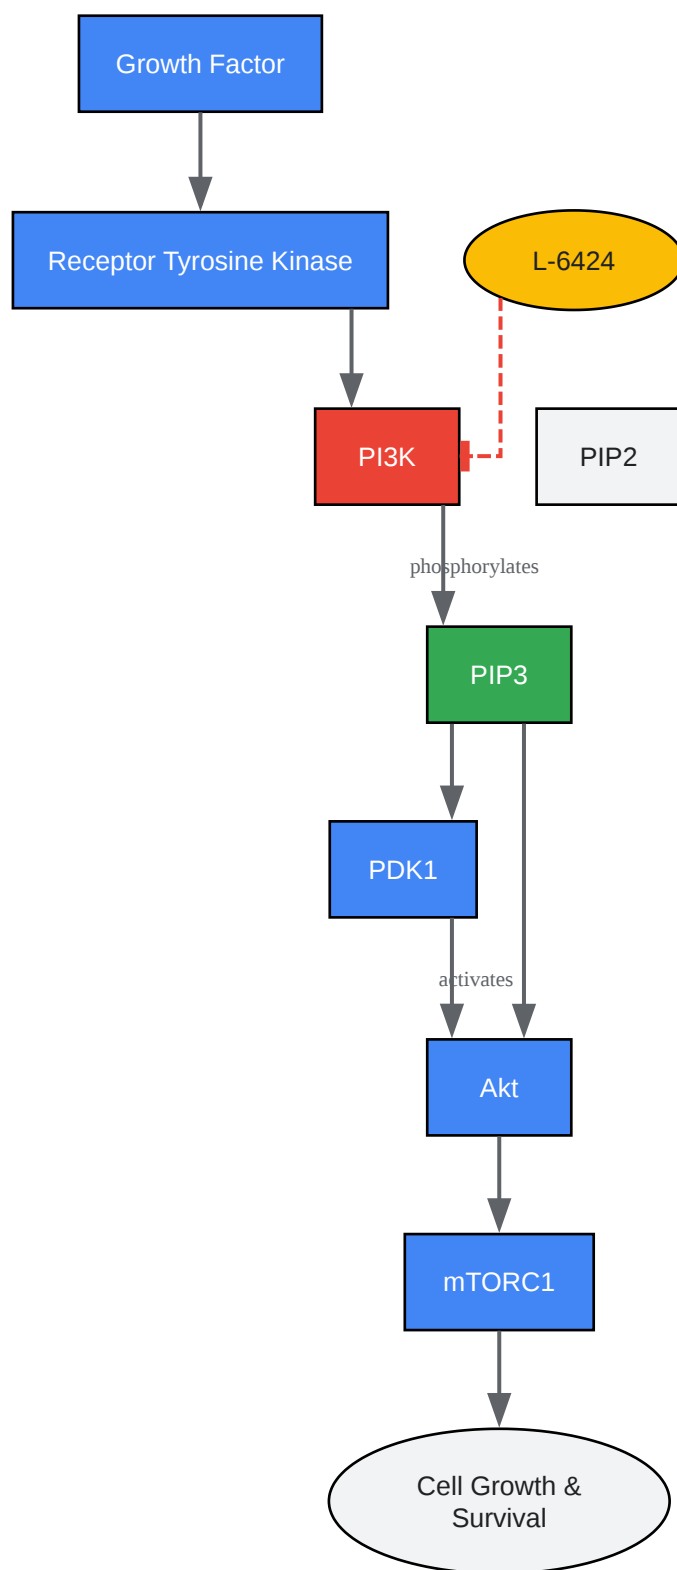 Growth Factor
Receptor Tyrosine Kinase
L-6424
PI3K
PIP2
phosphorylates
PIP3
PDK1
activates
Akt
mTORC1
Cell Growth &
Survival